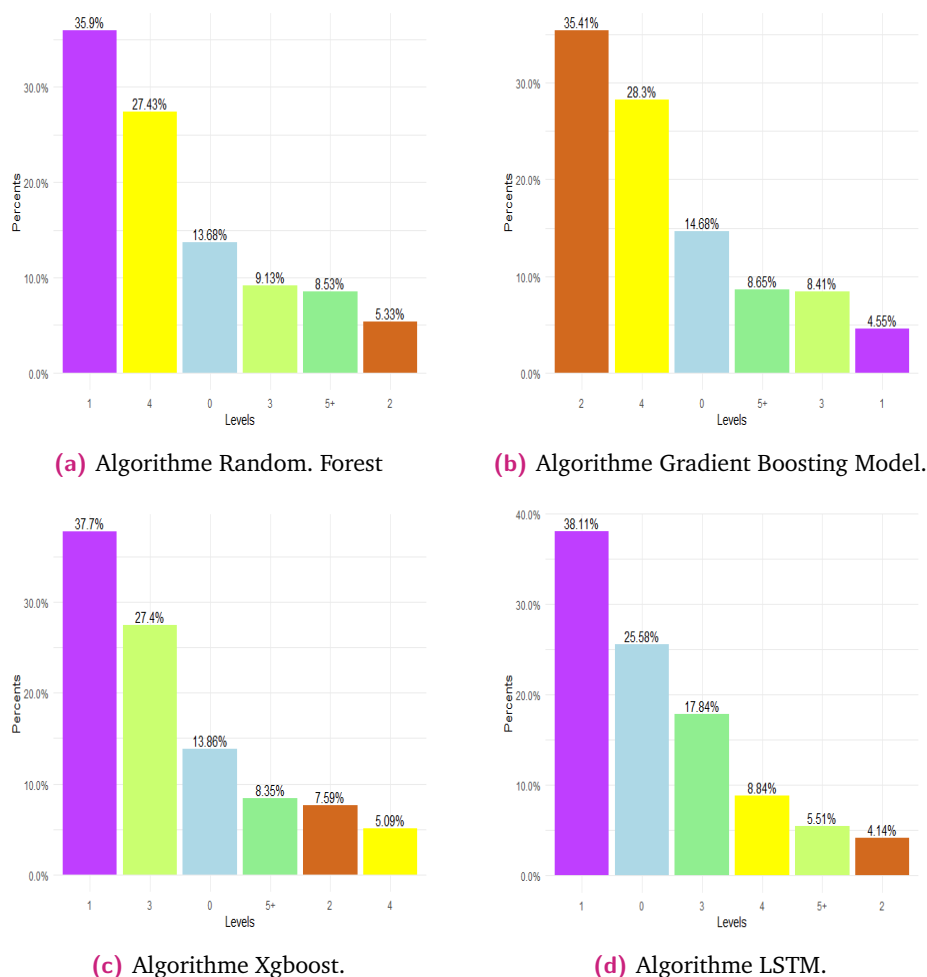 35.9%
27.43%
13.68%
9.13%
8.53%
5.33%
30.0%
20.0%
10.0%
0.0%
Percents
1 4 0 3 5+ 2
Levels
(a) Algorithme Random. Forest
35.41%
28.3%
14.68%
8.65%
8.41%
4.55%
30.0%
20.0%
10.0%
0.0%
Percents
2 4 0 5+ 3 1
Levels
(b) Algorithme Gradient Boosting Model.
37.7%
27.4%
13.86%
8.35%
7.59%
5.09%
30.0%
20.0%
10.0%
0.0%
Percents
1 3 0 5+ 2 4
Levels
(c) Algorithme Xgboost.
38.11%
25.58%
17.84%
8.84%
5.51%
4.14%
40.0%
30.0%
20.0%
10.0%
0.0%
Percents
1 0 3 4 5+ 2
Levels
(d) Algorithme LSTM.